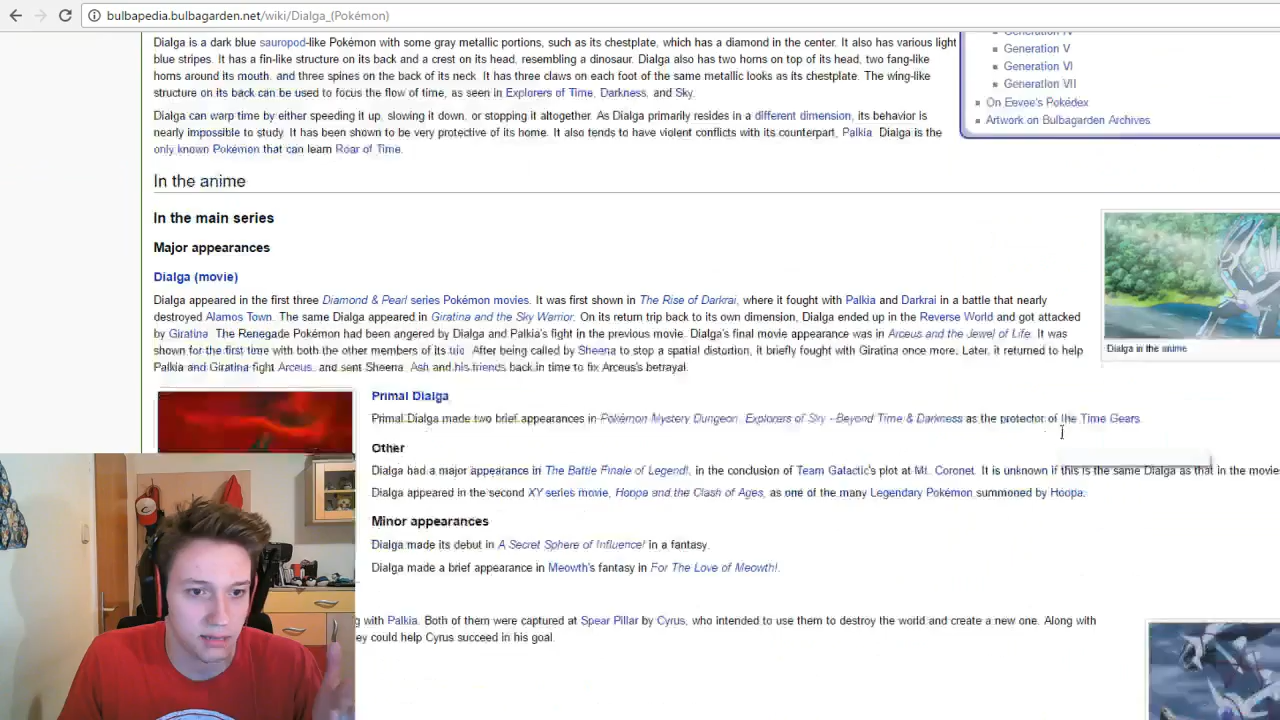 bulbapedia.bulbagarden.net/wiki/Dialga_(Pokémon)
Dialga is a dark blue sauropod-like Pokémon with some gray metallic portions, such as its chestplate, which has a diamond in the center. It also has various light
blue stripes. It has a fin-like structure on its back and a crest on its head, resembling a dinosaur. Dialga also has two horns on top of its head, two fang-like
horns around its mouth, and three spines on the back of its neck. It has three claws on each foot of the same metallic looks as its chestplate. The wing-like
structure on its back can be used to focus the flow of time, as seen in Explorers of Time, Darkness, and Sky.
Dialga can warp time by either speeding it up, slowing it down, or stopping it altogether. As Dialga primarily resides in a different dimension, its behavior is
nearly impossible to study. It has been shown to be very protective of its home. It also tends to have violent conflicts with its counterpart, Palkia. Dialga is the
only known Pokémon that can learn Roar of Time.
Generation V
Generation VI
Generation VII
On Eevee's Pokédex
Artwork on Bulbagarden Archives
In the anime
In the main series
Major appearances
Dialga (movie)
Dialga appeared in the first three Diamond & Pearl series Pokémon movies. It was first shown in The Rise of Darkrai, where it fought with Palkia and Darkrai in a battle that nearly
destroyed Alamos Town. The same Dialga appeared in Giratina and the Sky Warrior. On its return trip back to its own dimension, Dialga ended up in the Reverse World and got attacked
by Giratina. The Renegade Pokémon had been angered by Dialga and Palkia's fight in the previous movie. Dialga's final movie appearance was in Arceus and the Jewel of Life. It was
shown for the first time with both the other members of its trio. After being called by Sheena to stop a spatial distortion, it briefly fought with Giratina once more. Later, it returned to help
Palkia and Giratina fight Arceus, and sent Sheena, Ash and his friends back in time to fix Arceus's betrayal.
Dialga in the anime
Primal Dialga
Primal Dialga made two brief appearances in Pokémon Mystery Dungeon: Explorers of Sky -Beyond Time & Darkness- as the protector of the Time Gears
Other
Dialga had a major appearance in The Battle Finale of Legend!, in the conclusion of Team Galactic's plot at Mt. Coronet. It is unknown if this is the same Dialga as that in the movies
Dialga appeared in the second XY series movie, Hoopa and the Clash of Ages, as one of the many Legendary Pokémon summoned by Hoopa.
Minor appearances
Dialga made its debut in A Secret Sphere of Influence! in a fantasy.
Dialga made a brief appearance in Meowth's fantasy in For The Love of Meowth!.
with Palkia. Both of them were captured at Spear Pillar by Cyrus, who intended to use them to destroy the world and create a new one. Along with
they could help Cyrus succeed in his goal.